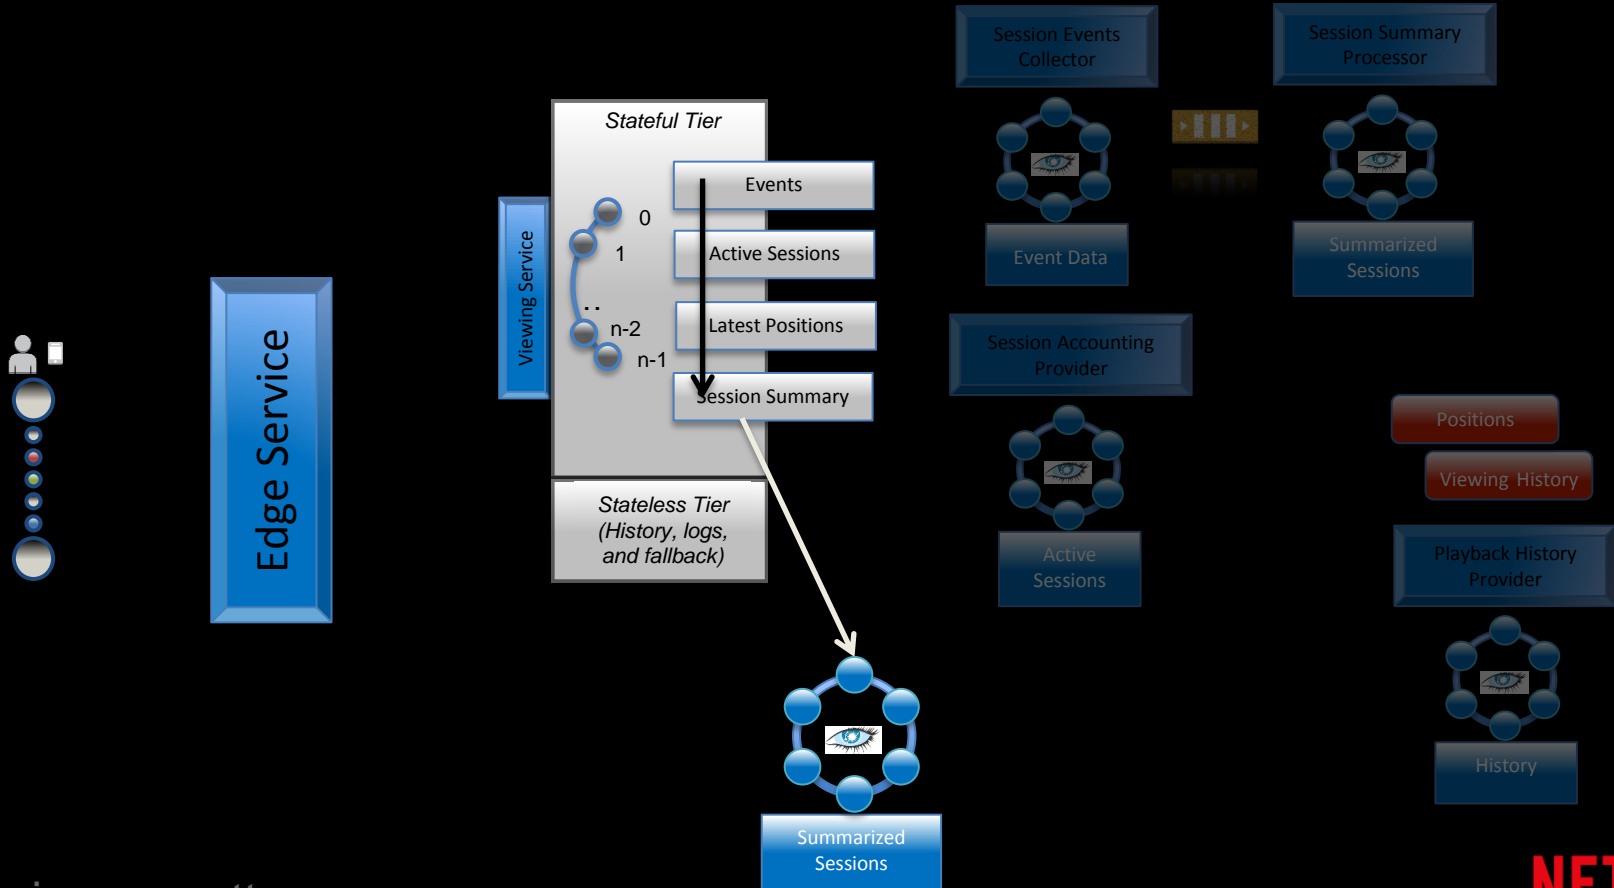 Session Events
Collector
Session Summary
Processor
Stateful Tier
Events
0
Viewing Service
1
Active Sessions
Event Data
Summarized
Sessions
..
n-2
Latest Positions
n-1
Session Summary
Edge Service
Session Accounting
Provider
Positions
Viewing History
Stateless Tier
(History, logs,
and fallback)
Active
Sessions
Playback History
Provider
History
Summarized
Sessions